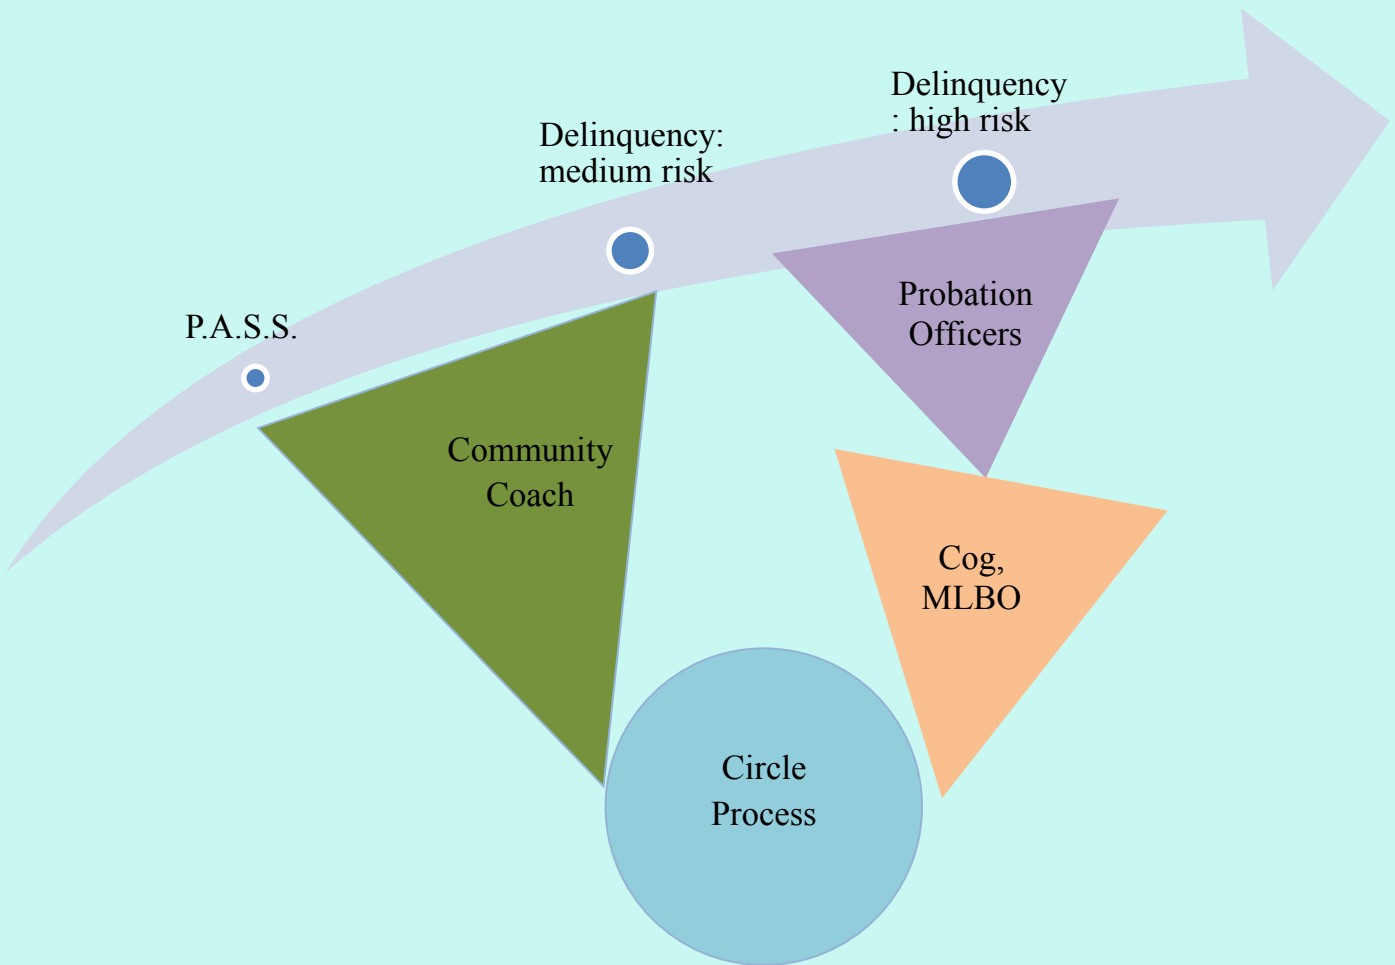 Delinquency
: high risk
Delinquency:
medium risk
P.A.S.S.
Probation
Officers
Community
Coach
Cog,
MLBO
Circle
Process